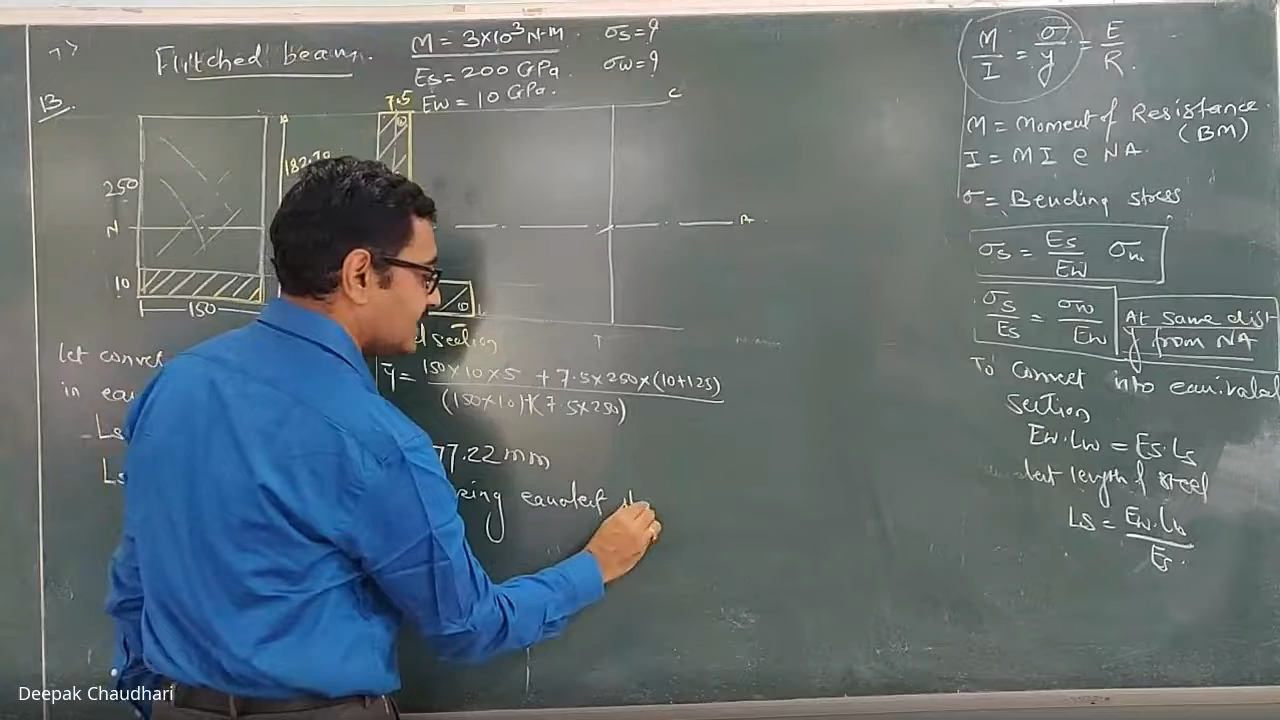 7)
Flitched beam.
M = 3×10³ N-M.
σs = ?
Es = 200 GPa.
σw = ?
Ew = 10 GPa.
B.
7.5
C
182.78
250
N
A
10
150
T
Let conver
in equ
Ls
Ls
section
ȳ = 150×10×5 + 7.5×250×(10+125)
(150×10)+(7.5×250)
77.22 mm
M/I = σ/y = E/R.
M = Moment of Resistance.
(BM)
I = MI @ NA.
σ = Bending stress
σs = Es/Ew σw
σs/Es = σw/Ew
At same dist
y from NA
To convert into equivalent
section
Ew.Lw = Es.Ls
length of steel
Ls = Ew.Lw
Es.
Deepak Chaudhari